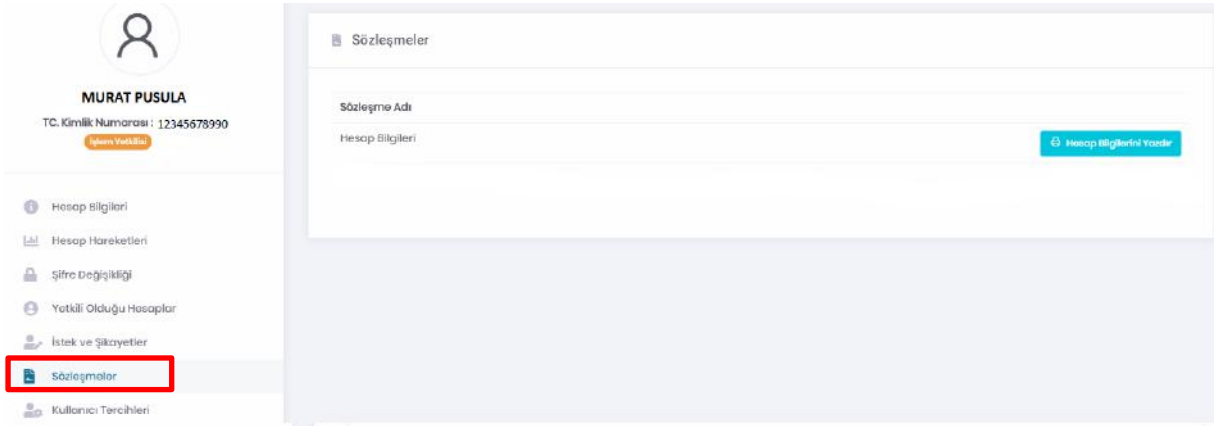 MURAT PUSULA
TC. Kimlik Numarası : 12345678990
İşlem Yetkilisi
Hesap Bilgileri
Hesap Hareketleri
Şifre Değişikliği
Yetkili Olduğu Hesaplar
İstek ve Şikayetler
Sözleşmeler
Kullanıcı Tercihleri
Sözleşmeler
Sözleşme Adı
Hesap Bilgileri
Hesap Bilgilerini Yazdır